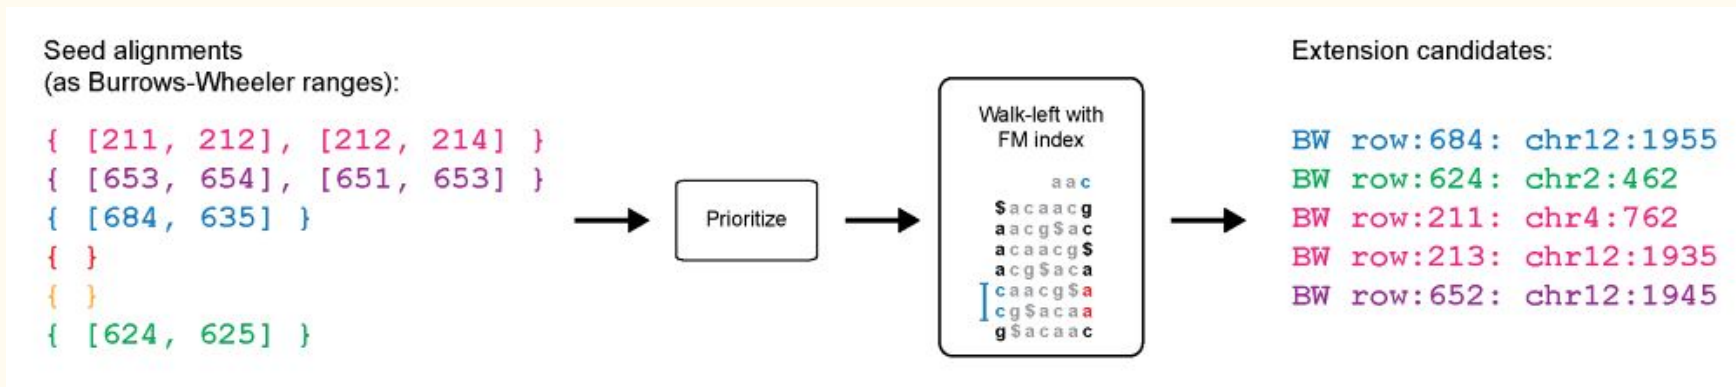 Seed alignments
(as Burrows-Wheeler ranges):
{ [211, 212], [212, 214] }
{ [653, 654], [651, 653] }
{ [684, 635] }
{ }
{ }
{ [624, 625] }
Prioritize
Walk-left with
FM index
aac
$acaacg
aacg$ac
acaacg$
acg$aca
caacg$a
cg$acaa
g$acaac
Extension candidates:
BW row:684: chr12:1955
BW row:624: chr2:462
BW row:211: chr4:762
BW row:213: chr12:1935
BW row:652: chr12:1945